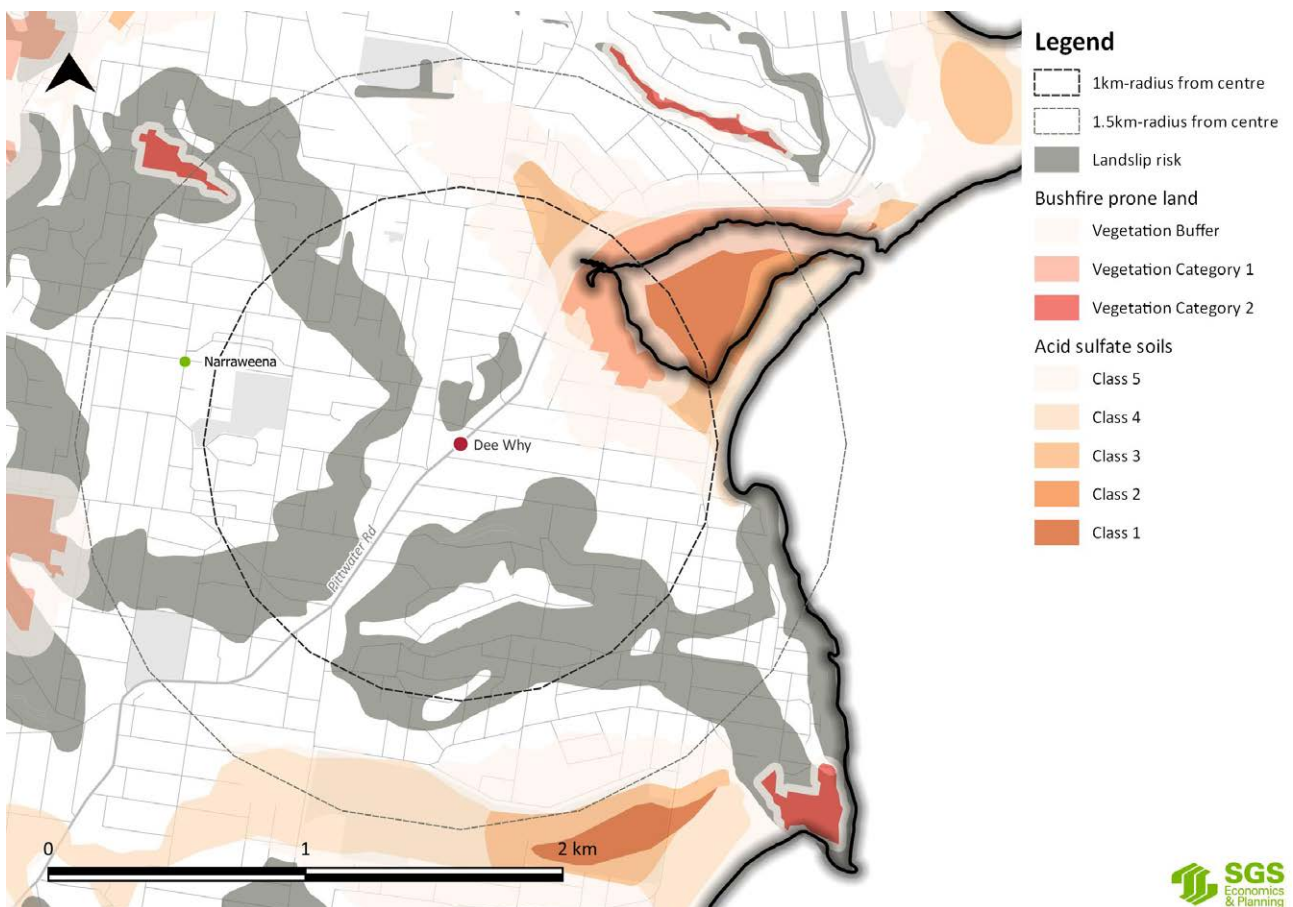 Narraweena
Dee Why
Pittwater Rd
0
1
2 km
Legend
1km-radius from centre
1.5km-radius from centre
Landslip risk
Bushfire prone land
Vegetation Buffer
Vegetation Category 1
Vegetation Category 2
Acid sulfate soils
Class 5
Class 4
Class 3
Class 2
Class 1
SGS
Economics
& Planning